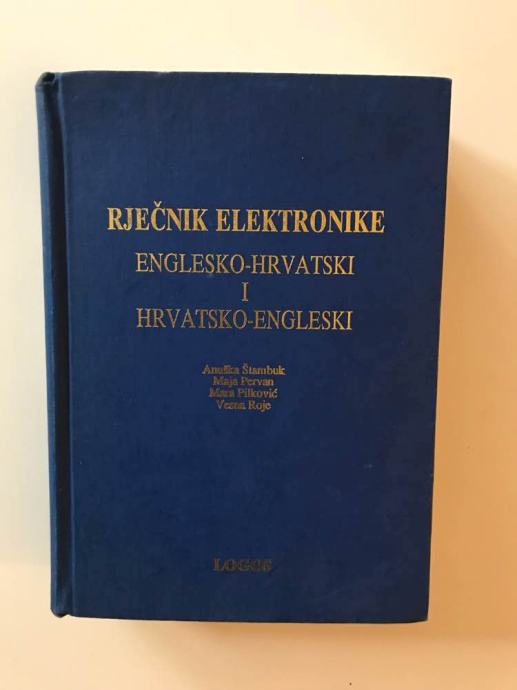 RJEČNIK ELEKTRONIKE
ENGLESKO-HRVATSKI
I
HRVATSKO-ENGLESKI
Anuška Štambuk
Maja Pervan
Mara Pilković
Vesna Roje
LOGOS